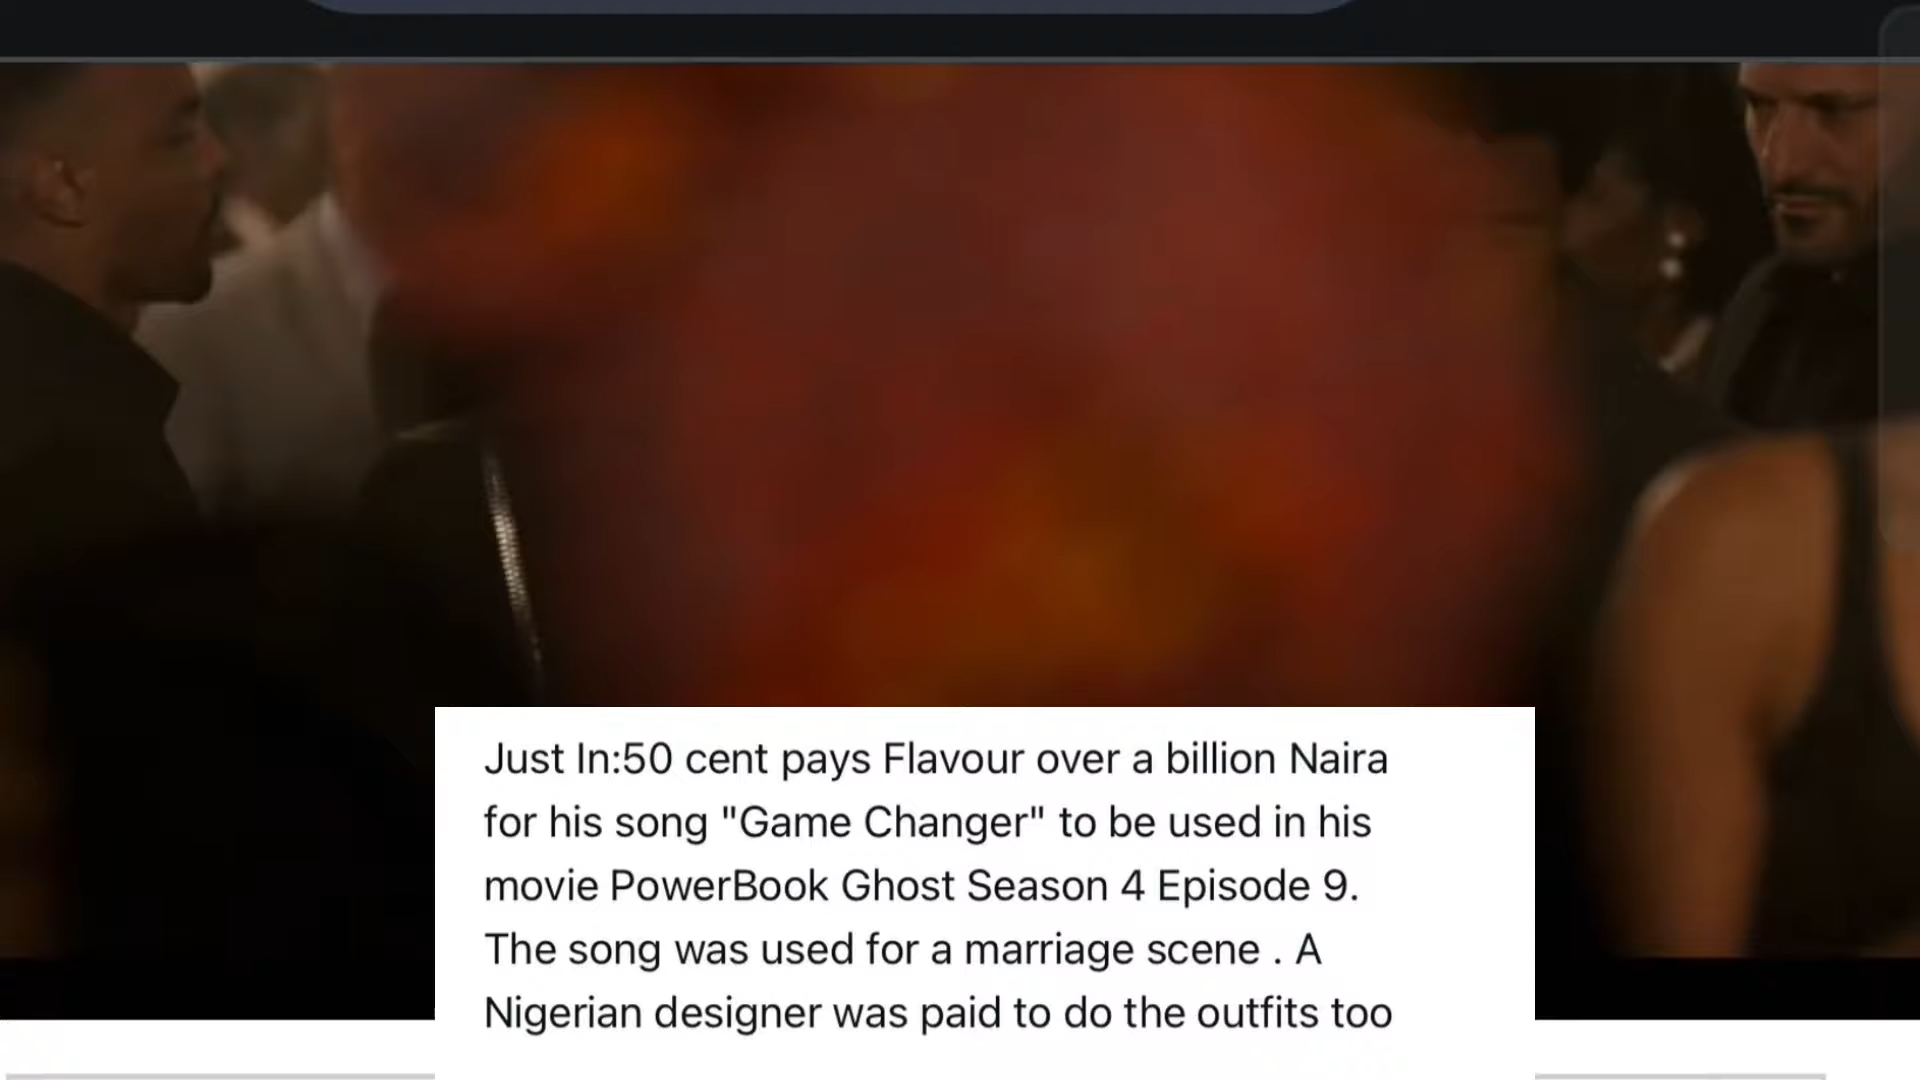 Just In:50 cent pays Flavour over a billion Naira
for his song "Game Changer" to be used in his
movie PowerBook Ghost Season 4 Episode 9.
The song was used for a marriage scene . A
Nigerian designer was paid to do the outfits too